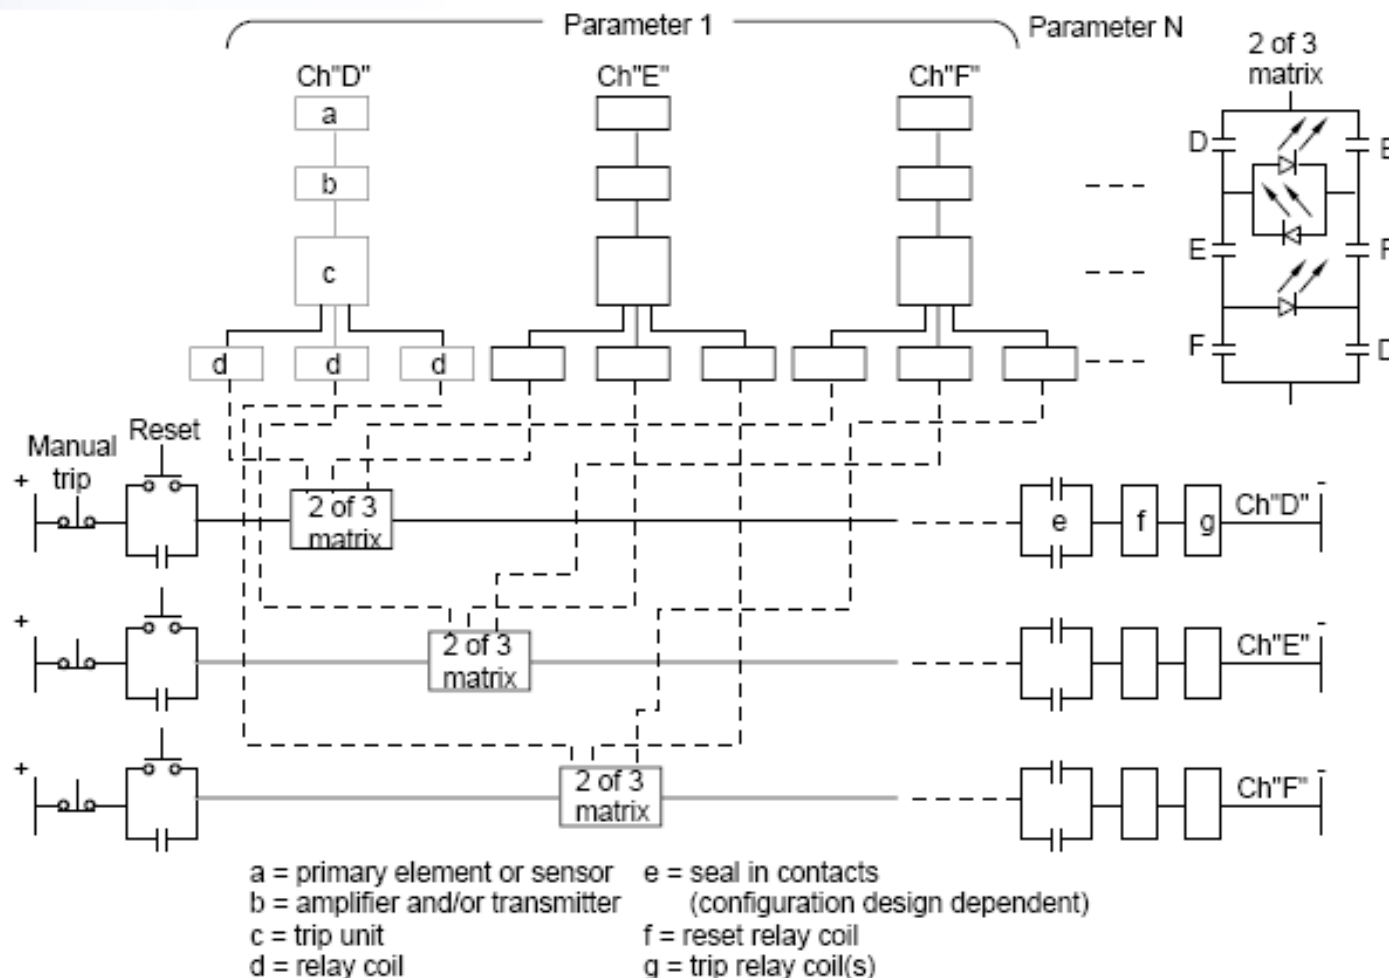 Parameter 1
Parameter N
Ch"D"
Ch"E"
Ch"F"
2 of 3
matrix
a
b
c
d
d
d
D
E
E
F
F
D
Reset
Manual
trip
+
2 of 3
matrix
e
f
g
Ch"D"
-
+
2 of 3
matrix
Ch"E"
-
+
2 of 3
matrix
Ch"F"
-
a = primary element or sensor
b = amplifier and/or transmitter
c = trip unit
d = relay coil
e = seal in contacts
(configuration design dependent)
f = reset relay coil
g = trip relay coil(s)